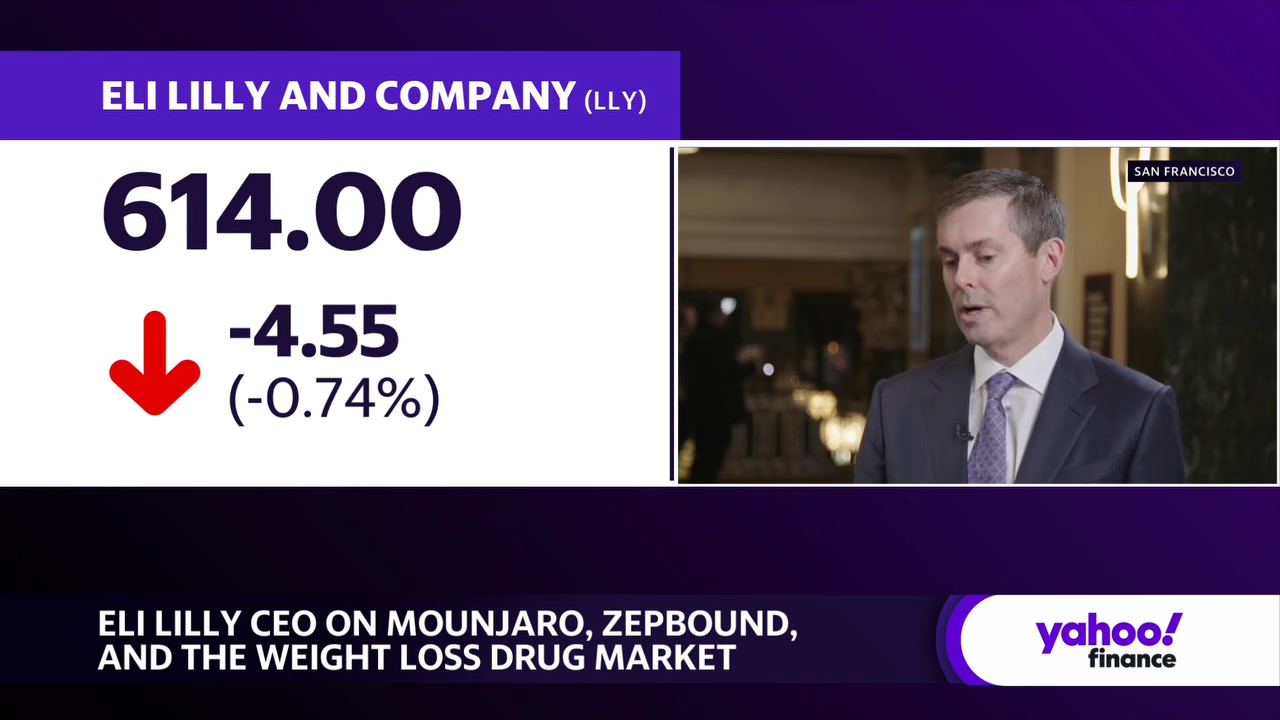 ELI LILLY AND COMPANY (LLY)
614.00
-4.55
(-0.74%)
SAN FRANCISCO
ELI LILLY CEO ON MOUNJARO, ZEPBOUND,
AND THE WEIGHT LOSS DRUG MARKET
yahoo!
finance